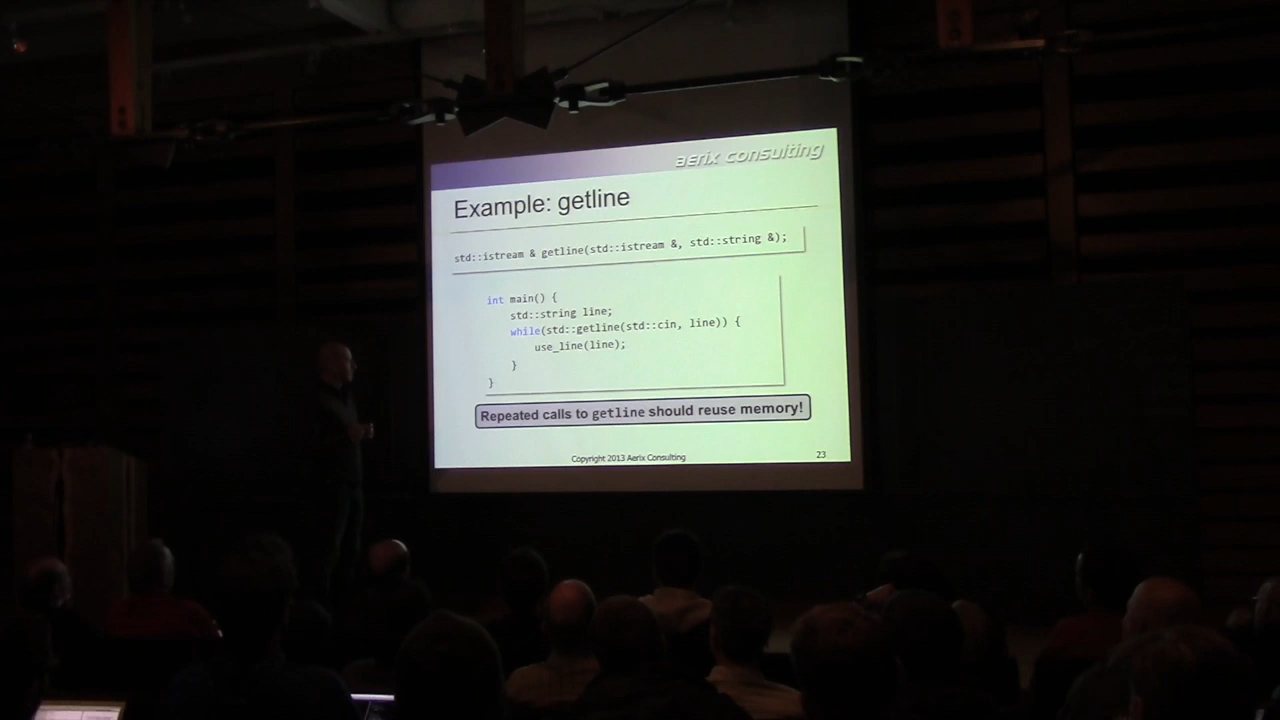 aerix consulting
Example: getline
std::istream & getline(std::istream &, std::string &);
int main() {
std::string line;
while(std::getline(std::cin, line)) {
use_line(line);
}
}
Repeated calls to getline should reuse memory!
Copyright 2013 Aerix Consulting
23